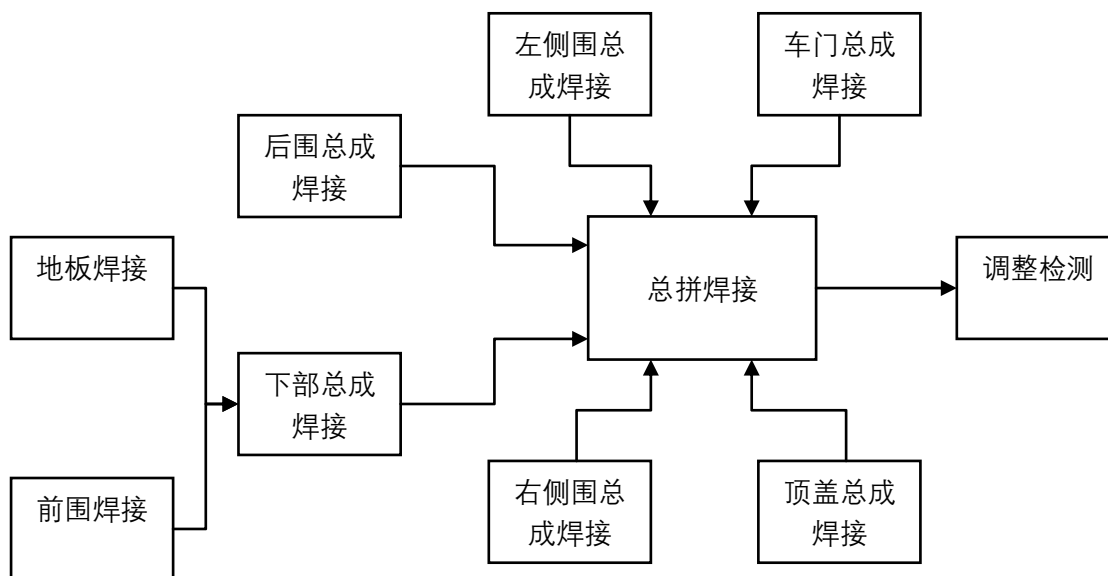 左侧围总
成焊接
车门总成
焊接
后围总成
焊接
地板焊接
总拼焊接
调整检测
下部总成
焊接
前围焊接
右侧围总
成焊接
顶盖总成
焊接